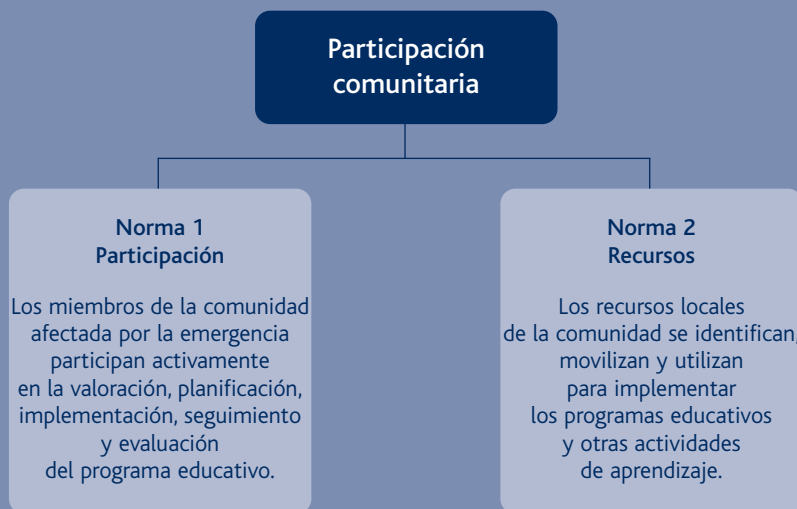 Participación
comunitaria
Norma 1
Participación
Los miembros de la comunidad
afectada por la emergencia
participan activamente
en la valoración, planificación,
implementación, seguimiento
y evaluación
del programa educativo.
Norma 2
Recursos
Los recursos locales
de la comunidad se identifican,
movilizan y utilizan
para implementar
los programas educativos
y otras actividades
de aprendizaje.